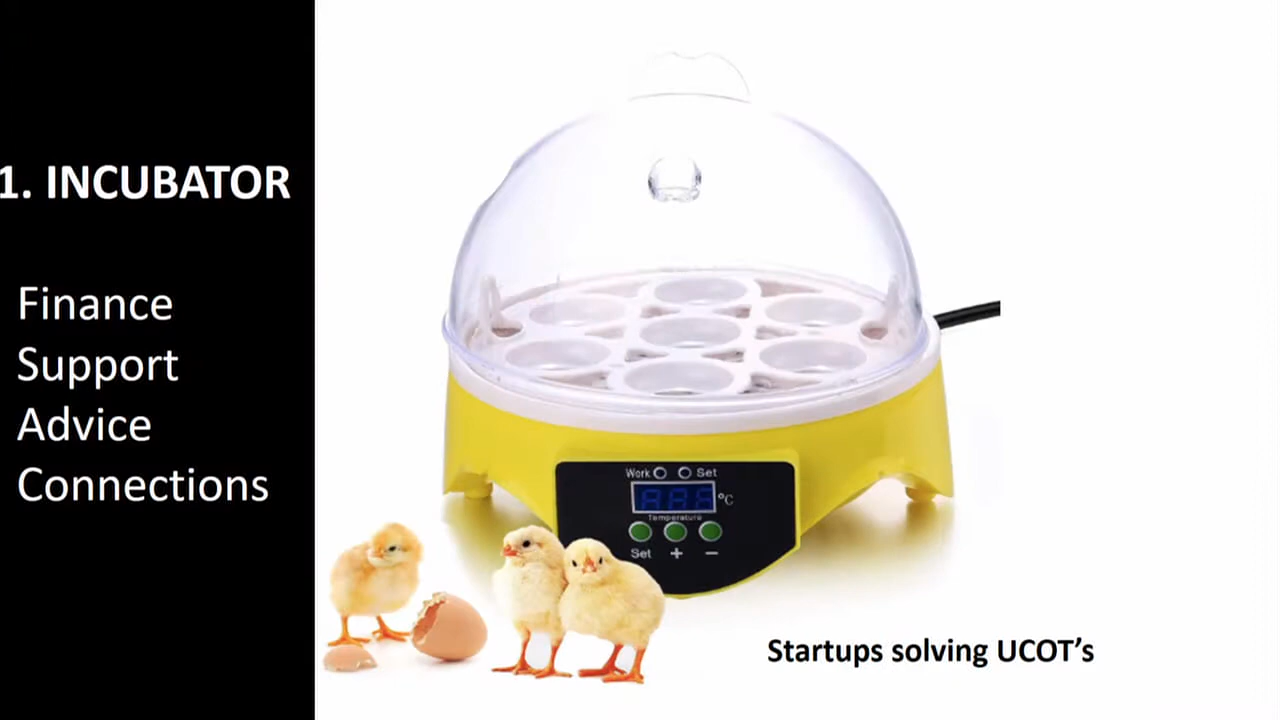 1. INCUBATOR
Finance
Support
Advice
Connections
Work Set
°C
Temperature
Set + −
Startups solving UCOT’s